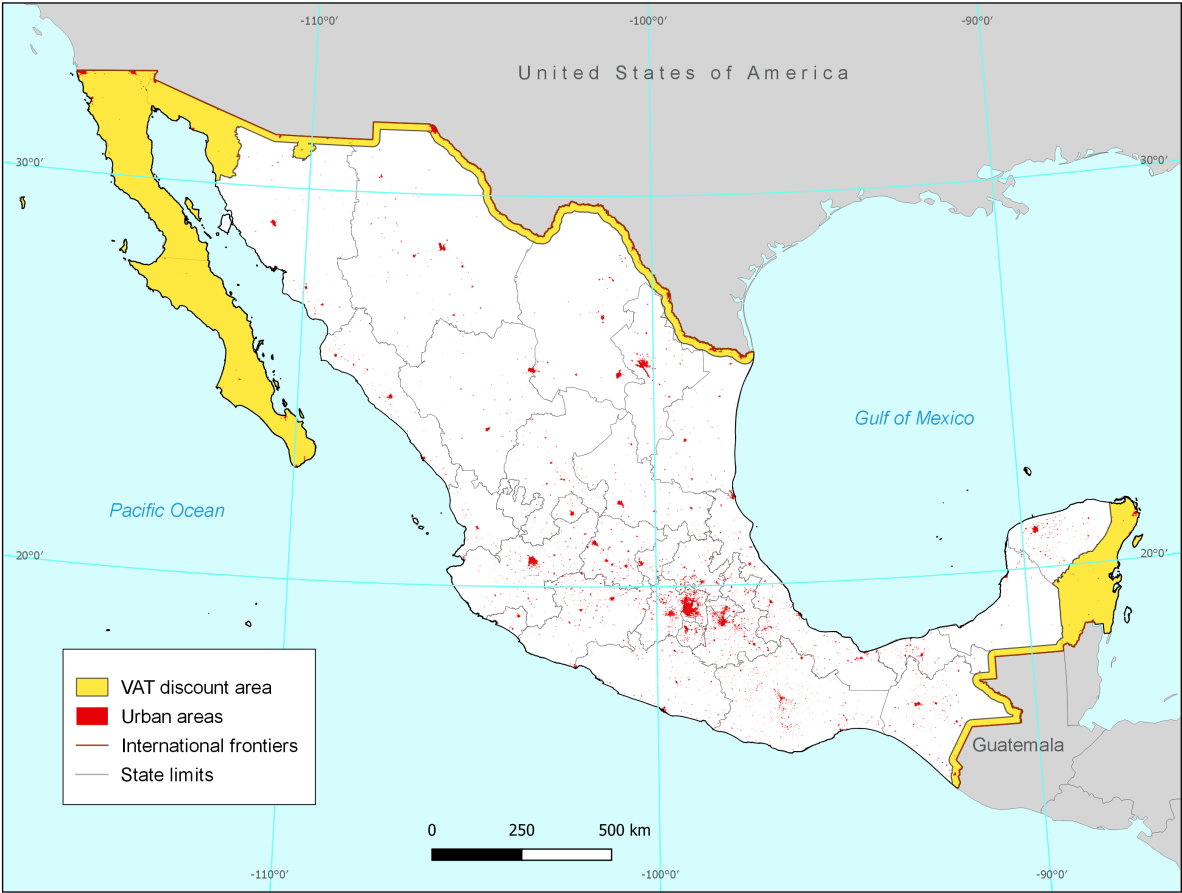 -110°0′
-100°0′
-90°0′
United States of America
30°0′
30°0′
Gulf of Mexico
Pacific Ocean
20°0′
20°0′
VAT discount area
Urban areas
International frontiers
State limits
Guatemala
0 250 500 km
-110°0′
-100°0′
-90°0′